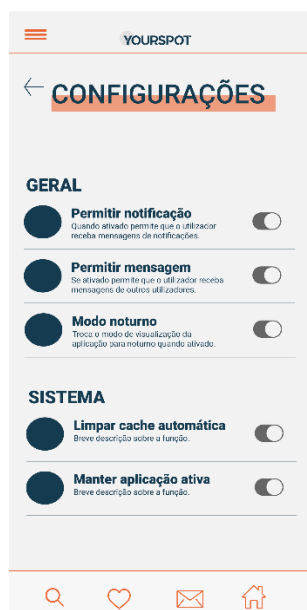 YOURSPOT
CONFIGURAÇÕES
GERAL
Permitir notificação
Quando ativado permite que o utilizador
receba mensagens de notificações.
Permitir mensagem
Se ativado permite que o utilizador receba
mensagens de outros utilizadores.
Modo noturno
Troca o modo de visualização da
aplicação para noturno quando ativado.
SISTEMA
Limpar cache automática
Breve descrição sobre a função.
Manter aplicação ativa
Breve descrição sobre a função.